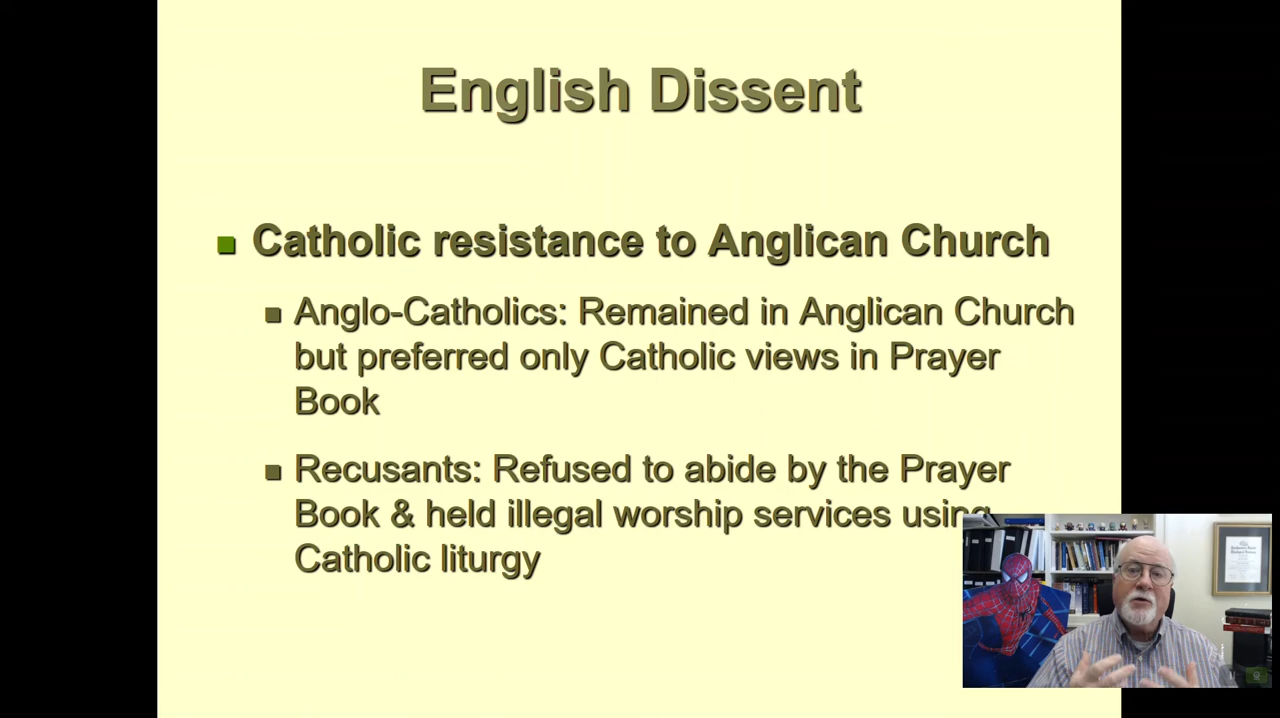 English Dissent
Catholic resistance to Anglican Church
Anglo-Catholics: Remained in Anglican Church
but preferred only Catholic views in Prayer
Book
Recusants: Refused to abide by the Prayer
Book & held illegal worship services using
Catholic liturgy